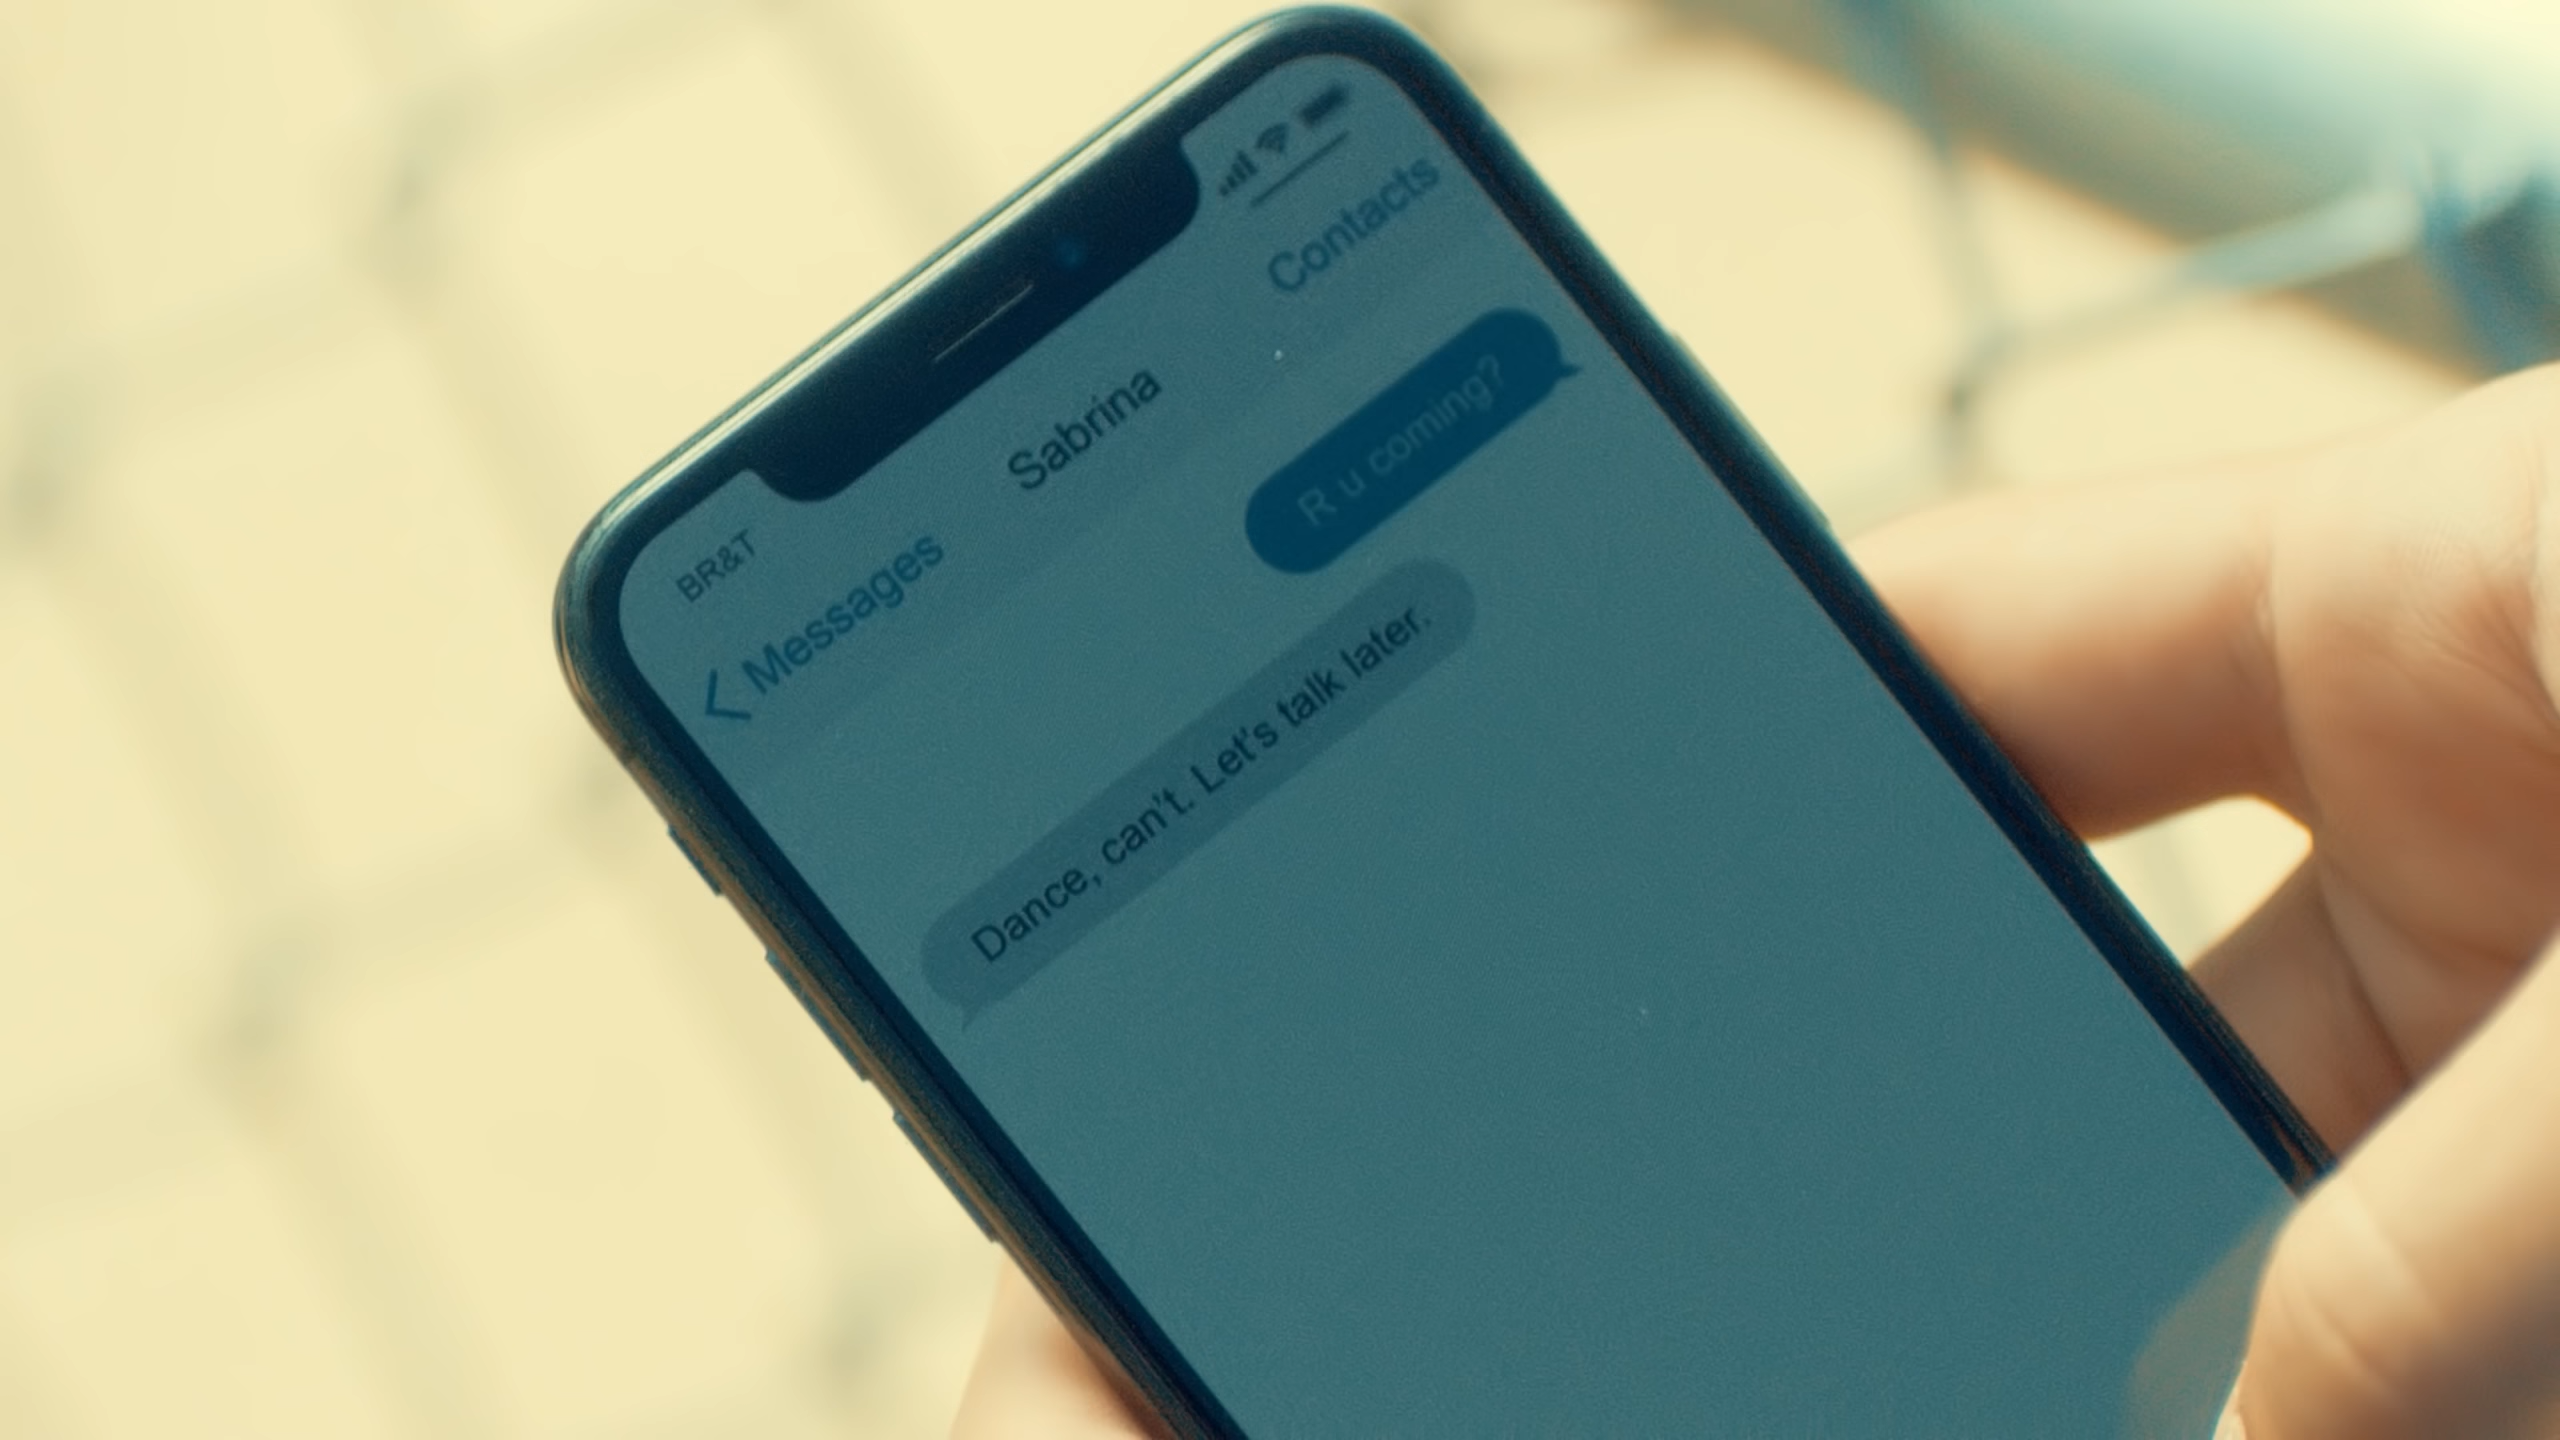 BR&T
Messages
Sabrina
Contacts
R u coming?
Dance, can't. Let's talk later.